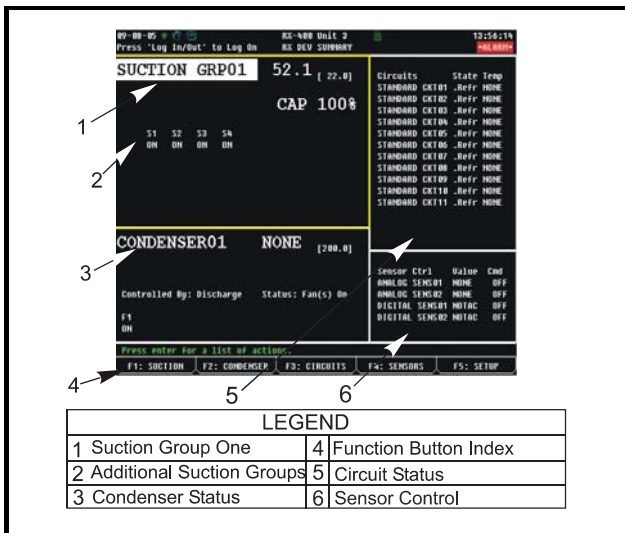 09-08-05
RX-400 Unit 3
13:56:14
Press 'Log In/Out' to Log On
RX DEV SUMMARY
*ALARM*
SUCTION GRP01 52.1 [ 22.0]
CAP 100%
S1 S2 S3 S4
ON ON ON ON
Circuits State Temp
STANDARD CKT01 .Refr NONE
STANDARD CKT02 .Refr NONE
STANDARD CKT03 .Refr NONE
STANDARD CKT04 .Refr NONE
STANDARD CKT05 .Refr NONE
STANDARD CKT06 .Refr NONE
STANDARD CKT07 .Refr NONE
STANDARD CKT08 .Refr NONE
STANDARD CKT09 .Refr NONE
STANDARD CKT10 .Refr NONE
STANDARD CKT11 .Refr NONE
1
2
CONDENSER01 NONE [200.0]
3
Controlled By: Discharge Status: Fan(s) On
F1
ON
Sensor Ctrl Value Cmd
ANALOG SENS01 NONE OFF
ANALOG SENS02 NONE OFF
DIGITAL SENS01 NOTAC OFF
DIGITAL SENS02 NOTAC OFF
Press enter for a list of actions.
F1: SUCTION F2: CONDENSER F3: CIRCUITS F4: SENSORS F5: SETUP
4
5
6
LEGEND
1 Suction Group One 4 Function Button Index
2 Additional Suction Groups 5 Circuit Status
3 Condenser Status 6 Sensor Control